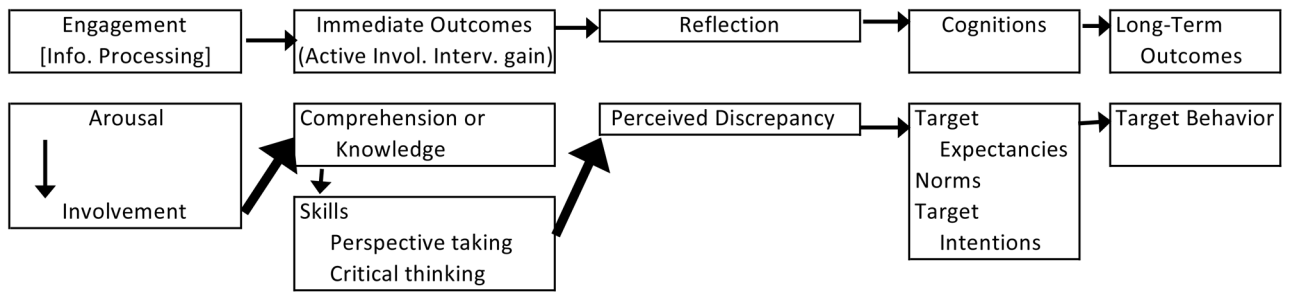 Engagement
[Info. Processing]
Immediate Outcomes
(Active Invol. Interv. gain)
Reflection
Cognitions
Long-Term
Outcomes
Arousal
Involvement
Comprehension or
Knowledge
Skills
Perspective taking
Critical thinking
Perceived Discrepancy
Target
Expectancies
Norms
Target
Intentions
Target Behavior